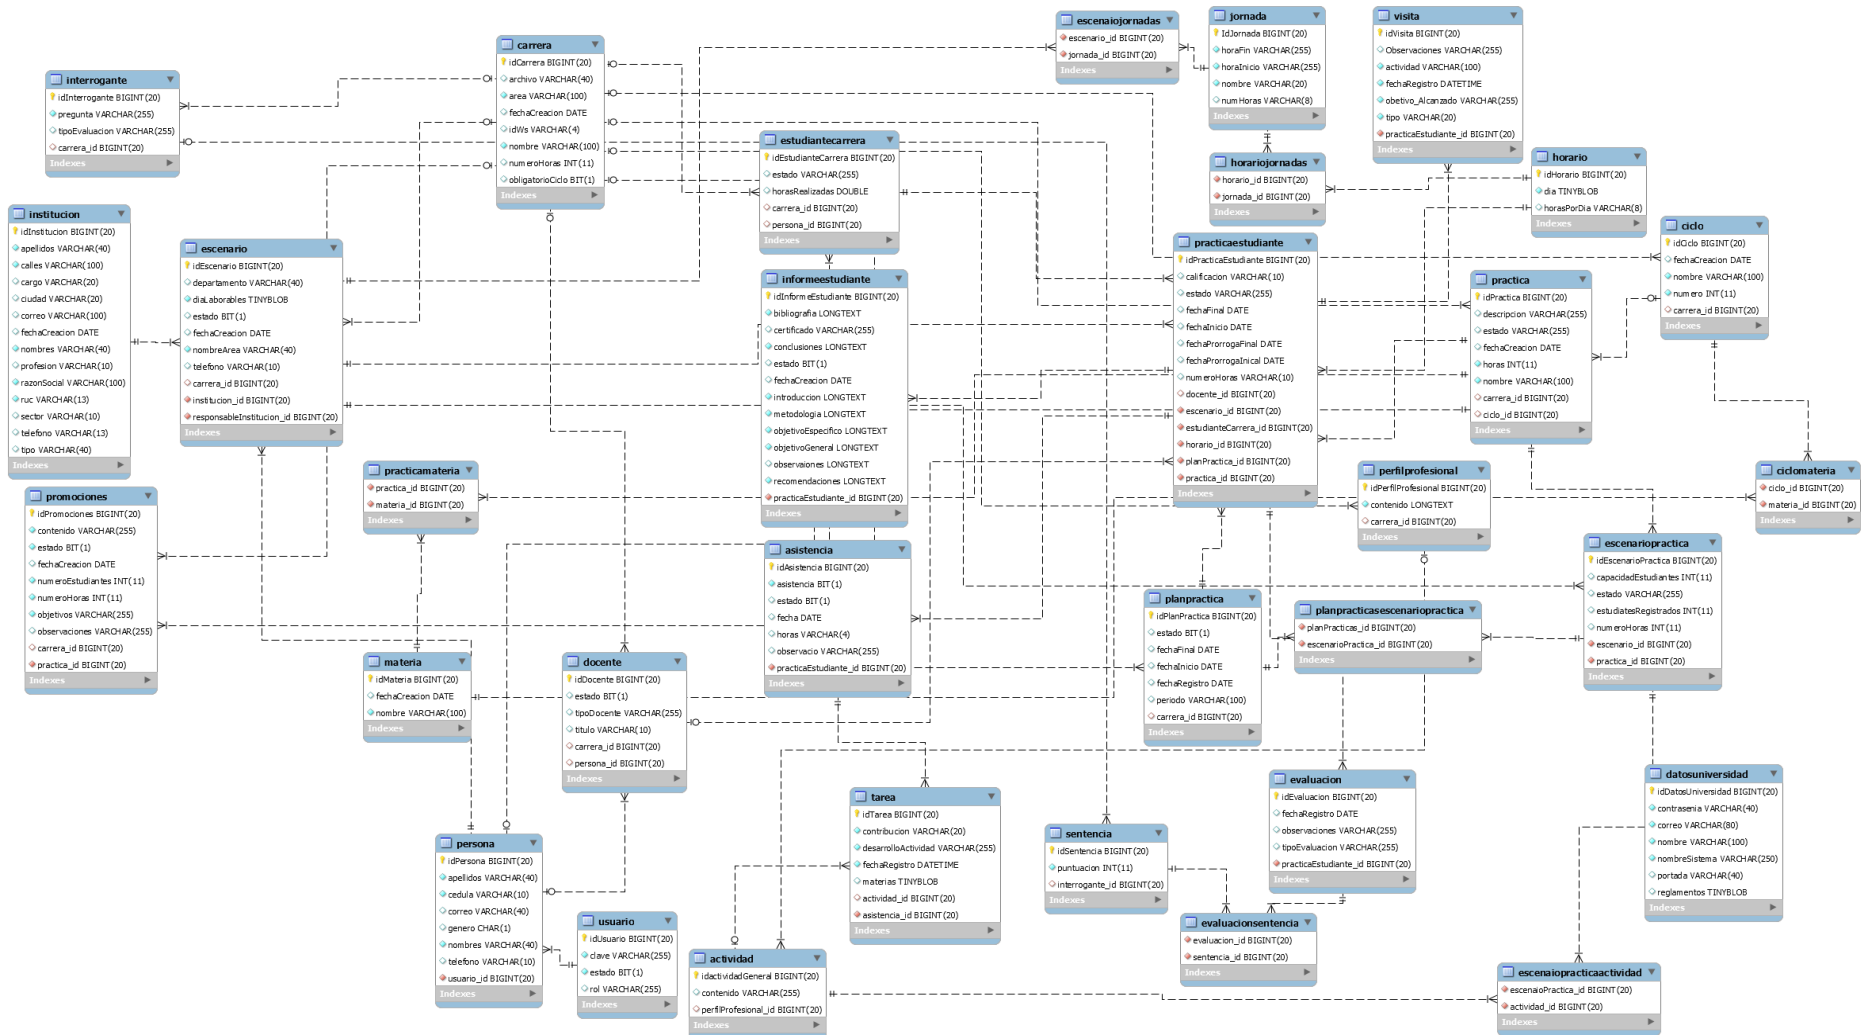 interrogante
idInterrogante BIGINT(20)
pregunta VARCHAR(255)
tipoEvaluacion VARCHAR(255)
carrera_id BIGINT(20)
Indexes
carrera
idCarrera BIGINT(20)
archivo VARCHAR(40)
area VARCHAR(100)
fechaCreacion DATE
idWs VARCHAR(4)
nombre VARCHAR(100)
numeroHoras INT(11)
obligatorioCiclo BIT(1)
Indexes
escenaiojornadas
escenario_id BIGINT(20)
jornada_id BIGINT(20)
Indexes
jornada
IdJornada BIGINT(20)
horaFin VARCHAR(255)
horaInicio VARCHAR(255)
nombre VARCHAR(20)
numHoras VARCHAR(8)
Indexes
visita
idVisita BIGINT(20)
Observaciones VARCHAR(255)
actividad VARCHAR(100)
fechaRegistro DATETIME
obetivo_Alcanzado VARCHAR(255)
tipo VARCHAR(20)
practicaEstudiante_id BIGINT(20)
Indexes
estudiantecarrera
idEstudianteCarrera BIGINT(20)
estado VARCHAR(255)
horasRealizadas DOUBLE
carrera_id BIGINT(20)
persona_id BIGINT(20)
Indexes
horariojornadas
horario_id BIGINT(20)
jornada_id BIGINT(20)
Indexes
horario
idHorario BIGINT(20)
dia TINYBLOB
horasPorDia VARCHAR(8)
Indexes
institucion
idInstitucion BIGINT(20)
apellidos VARCHAR(40)
calles VARCHAR(100)
cargo VARCHAR(20)
ciudad VARCHAR(20)
correo VARCHAR(100)
fechaCreacion DATE
nombres VARCHAR(40)
profesion VARCHAR(10)
razonSocial VARCHAR(100)
ruc VARCHAR(13)
sector VARCHAR(10)
telefono VARCHAR(13)
tipo VARCHAR(40)
Indexes
escenario
idEscenario BIGINT(20)
departamento VARCHAR(40)
diaLaborables TINYBLOB
estado BIT(1)
fechaCreacion DATE
nombreArea VARCHAR(40)
telefono VARCHAR(10)
carrera_id BIGINT(20)
institucion_id BIGINT(20)
responsableInstitucion_id BIGINT(20)
Indexes
informeestudiante
idInformeEstudiante BIGINT(20)
bibliografia LONGTEXT
certificado VARCHAR(255)
conclusiones LONGTEXT
estado BIT(1)
fechaCreacion DATE
introduccion LONGTEXT
metodologia LONGTEXT
objetivoEspecifico LONGTEXT
objetivoGeneral LONGTEXT
observaiones LONGTEXT
recomendaciones LONGTEXT
practicaEstudiante_id BIGINT(20)
Indexes
practicaestudiante
idPracticaEstudiante BIGINT(20)
calificacion VARCHAR(10)
estado VARCHAR(255)
fechaFinal DATE
fechaInicio DATE
fechaProrrogaFinal DATE
fechaProrrogaInical DATE
numeroHoras VARCHAR(10)
docente_id BIGINT(20)
escenario_id BIGINT(20)
estudianteCarrera_id BIGINT(20)
horario_id BIGINT(20)
planPractica_id BIGINT(20)
practica_id BIGINT(20)
Indexes
practica
idPractica BIGINT(20)
descripcion VARCHAR(255)
estado VARCHAR(255)
fechaCreacion DATE
horas INT(11)
nombre VARCHAR(100)
carrera_id BIGINT(20)
ciclo_id BIGINT(20)
Indexes
ciclo
idCiclo BIGINT(20)
fechaCreacion DATE
nombre VARCHAR(100)
numero INT(11)
carrera_id BIGINT(20)
Indexes
promociones
idPromociones BIGINT(20)
contenido VARCHAR(255)
estado BIT(1)
fechaCreacion DATE
numeroEstudiantes INT(11)
numeroHoras INT(11)
objetivos VARCHAR(255)
observaciones VARCHAR(255)
carrera_id BIGINT(20)
practica_id BIGINT(20)
Indexes
practicamateria
practica_id BIGINT(20)
materia_id BIGINT(20)
Indexes
perfilprofesional
idPerfilProfesional BIGINT(20)
contenido LONGTEXT
carrera_id BIGINT(20)
Indexes
ciclomateria
ciclo_id BIGINT(20)
materia_id BIGINT(20)
Indexes
asistencia
idAsistencia BIGINT(20)
asistencia BIT(1)
estado BIT(1)
fecha DATE
horas VARCHAR(4)
observacio VARCHAR(255)
practicaEstudiante_id BIGINT(20)
Indexes
escenariopractica
idEscenarioPractica BIGINT(20)
capacidadEstudiantes INT(11)
estado VARCHAR(255)
estudiatesRegistrados INT(11)
numeroHoras INT(11)
escenario_id BIGINT(20)
practica_id BIGINT(20)
Indexes
planpractica
idPlanPractica BIGINT(20)
estado BIT(1)
fechaFinal DATE
fechaInicio DATE
fechaRegistro DATE
periodo VARCHAR(100)
carrera_id BIGINT(20)
Indexes
planpracticasescenariopractica
planPracticas_id BIGINT(20)
escenarioPractica_id BIGINT(20)
Indexes
materia
idMateria BIGINT(20)
fechaCreacion DATE
nombre VARCHAR(100)
Indexes
docente
idDocente BIGINT(20)
estado BIT(1)
tipoDocente VARCHAR(255)
titulo VARCHAR(10)
carrera_id BIGINT(20)
persona_id BIGINT(20)
Indexes
tarea
idTarea BIGINT(20)
contribucion VARCHAR(20)
desarrolloActividad VARCHAR(255)
fechaRegistro DATETIME
materias TINYBLOB
actividad_id BIGINT(20)
asistencia_id BIGINT(20)
Indexes
evaluacion
idEvaluacion BIGINT(20)
fechaRegistro DATE
observaciones VARCHAR(255)
tipoEvaluacion VARCHAR(255)
practicaEstudiante_id BIGINT(20)
Indexes
datosuniversidad
idDatosUniversidad BIGINT(20)
contrasenia VARCHAR(40)
correo VARCHAR(80)
nombre VARCHAR(100)
nombreSistema VARCHAR(250)
portada VARCHAR(40)
reglamentos TINYBLOB
Indexes
sentencia
idSentencia BIGINT(20)
puntuacion INT(11)
interrogante_id BIGINT(20)
Indexes
persona
idPersona BIGINT(20)
apellidos VARCHAR(40)
cedula VARCHAR(10)
correo VARCHAR(40)
genero CHAR(1)
nombres VARCHAR(40)
telefono VARCHAR(10)
usuario_id BIGINT(20)
Indexes
usuario
idUsuario BIGINT(20)
clave VARCHAR(255)
estado BIT(1)
rol VARCHAR(255)
Indexes
evaluacionsentencia
evaluacion_id BIGINT(20)
sentencia_id BIGINT(20)
Indexes
actividad
idactividadGeneral BIGINT(20)
contenido VARCHAR(255)
perfilProfesional_id BIGINT(20)
Indexes
escenaiopracticaactividad
escenaioPractica_id BIGINT(20)
actividad_id BIGINT(20)
Indexes